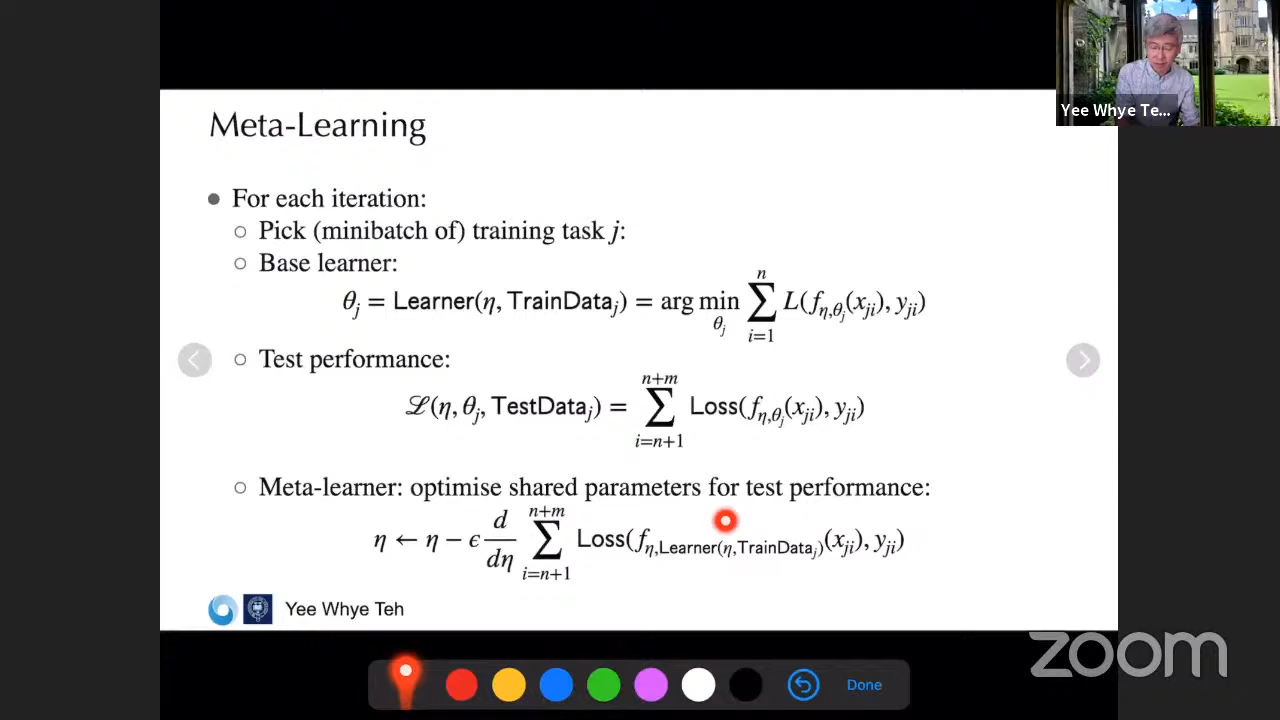 Yee Whye Te...
Meta-Learning
● For each iteration:
○ Pick (minibatch of) training task j:
○ Base learner:
θ_j = Learner(η, TrainData_j) = arg min_{θ_j} ∑_{i=1}^{n} L(f_{η,θ_j}(x_{ji}), y_{ji})
○ Test performance:
ℒ(η, θ_j, TestData_j) = ∑_{i=n+1}^{n+m} Loss(f_{η,θ_j}(x_{ji}), y_{ji})
○ Meta-learner: optimise shared parameters for test performance:
η ← η − ϵ d/dη ∑_{i=n+1}^{n+m} Loss(f_{η,Learner(η,TrainData_j)}(x_{ji}), y_{ji})
Yee Whye Teh
zoom
Done